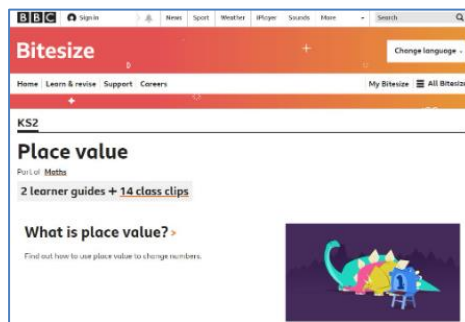 BBC Sign in News Sport Weather iPlayer Sounds More Search
Bitesize
Change language
Home Learn & revise Support Careers My Bitesize All Bitesize
KS2
Place value
Part of Maths
2 learner guides + 14 class clips
What is place value? >
Find out how to use place value to change numbers.